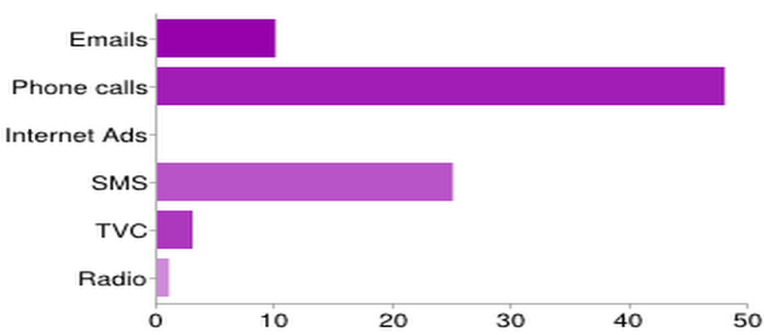 Emails
Phone calls
Internet Ads
SMS
TVC
Radio
0 10 20 30 40 50